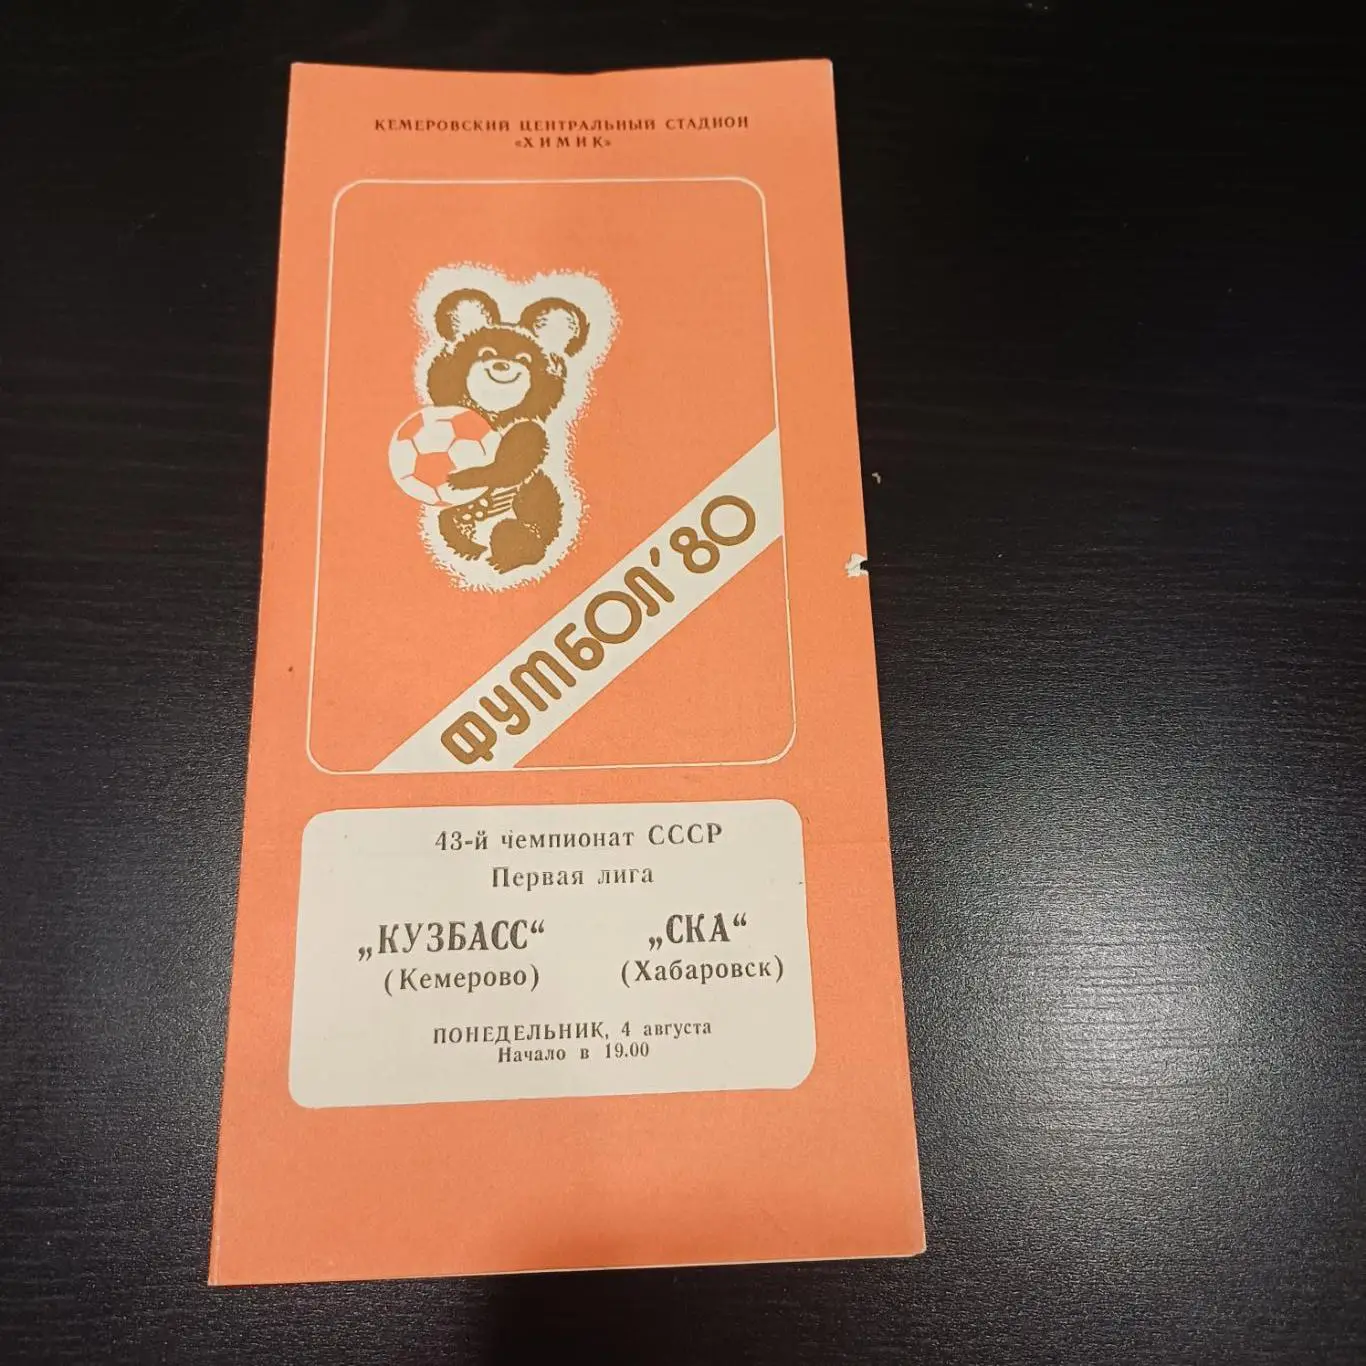 КЕМЕРОВСКИЙ ЦЕНТРАЛЬНЫЙ СТАДИОН
«ХИМИК»
ФУТБОЛ'80
43-й чемпионат СССР
Первая лига
„КУЗБАСС“ „СКА“
(Кемерово) (Хабаровск)
ПОНЕДЕЛЬНИК, 4 августа
Начало в 19.00